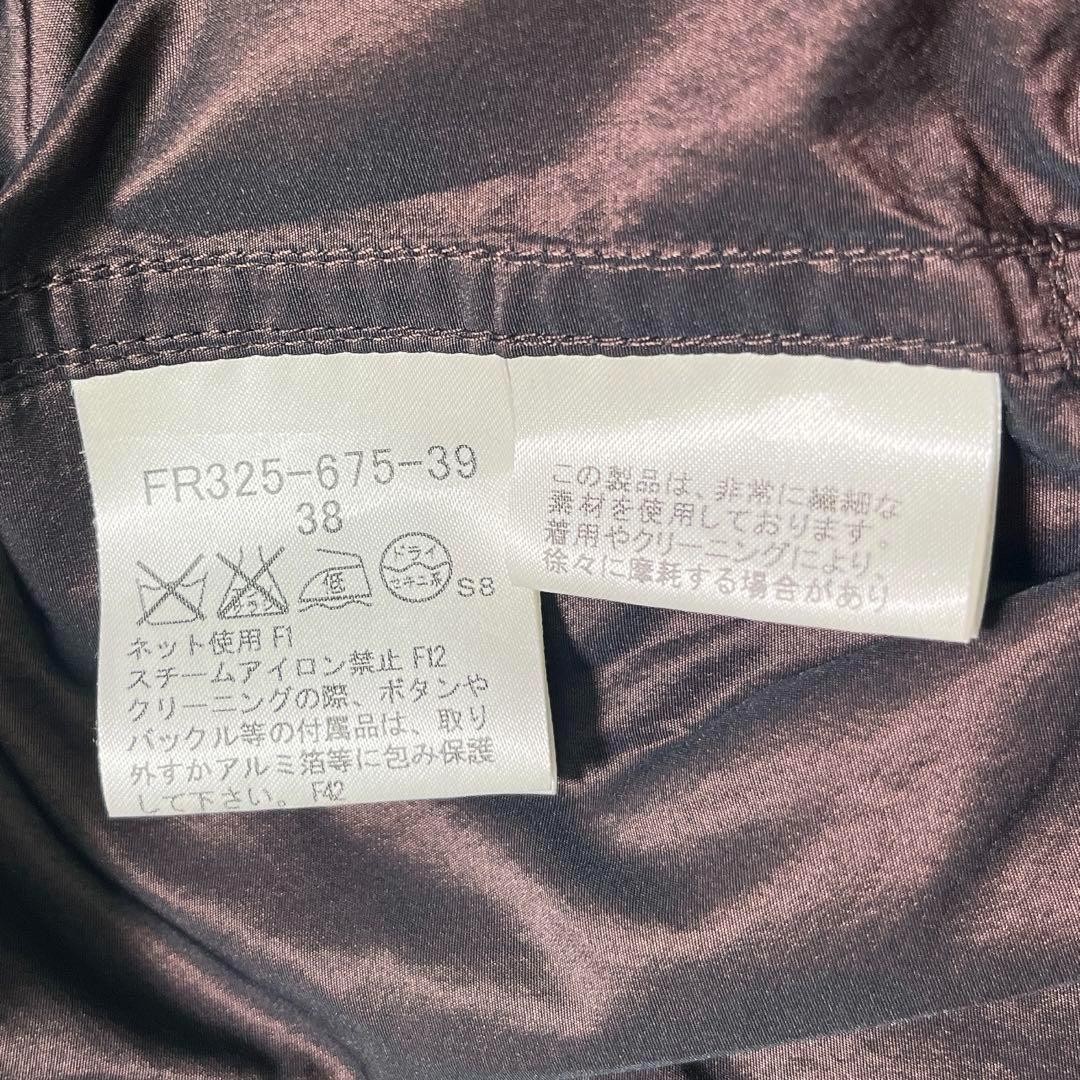 FR325-675-39
38
エンソサラシ
低
ドライ
セキユ系
S8
ネット使用 F1
スチームアイロン禁止 F12
クリーニングの際、ボタンや
バックル等の付属品は、取り
外すかアルミ箔等に包み保護
して下さい。 F42
この製品は、非常に繊細な
素材を使用しております。
着用やクリーニングにより、
徐々に摩耗する場合があり